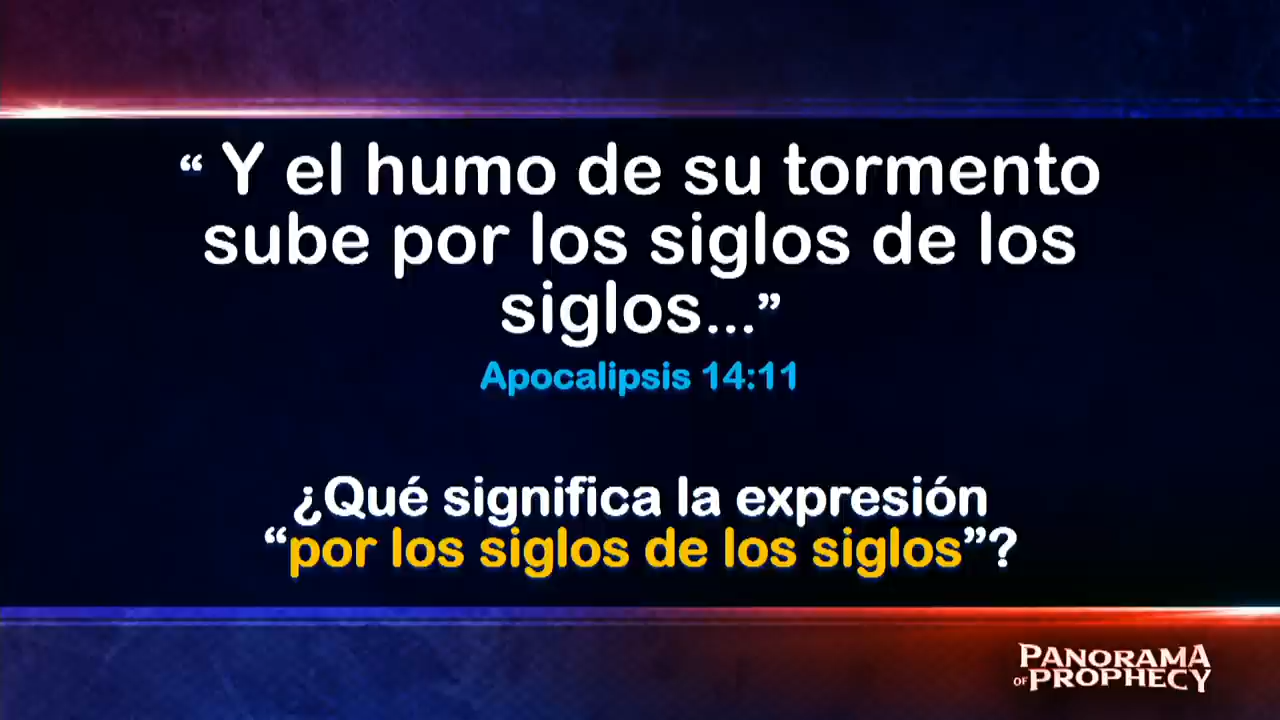 “ Y el humo de su tormento
sube por los siglos de los
siglos...”
Apocalipsis 14:11
¿Qué significa la expresión
“por los siglos de los siglos”?
PANORAMA
OF PROPHECY